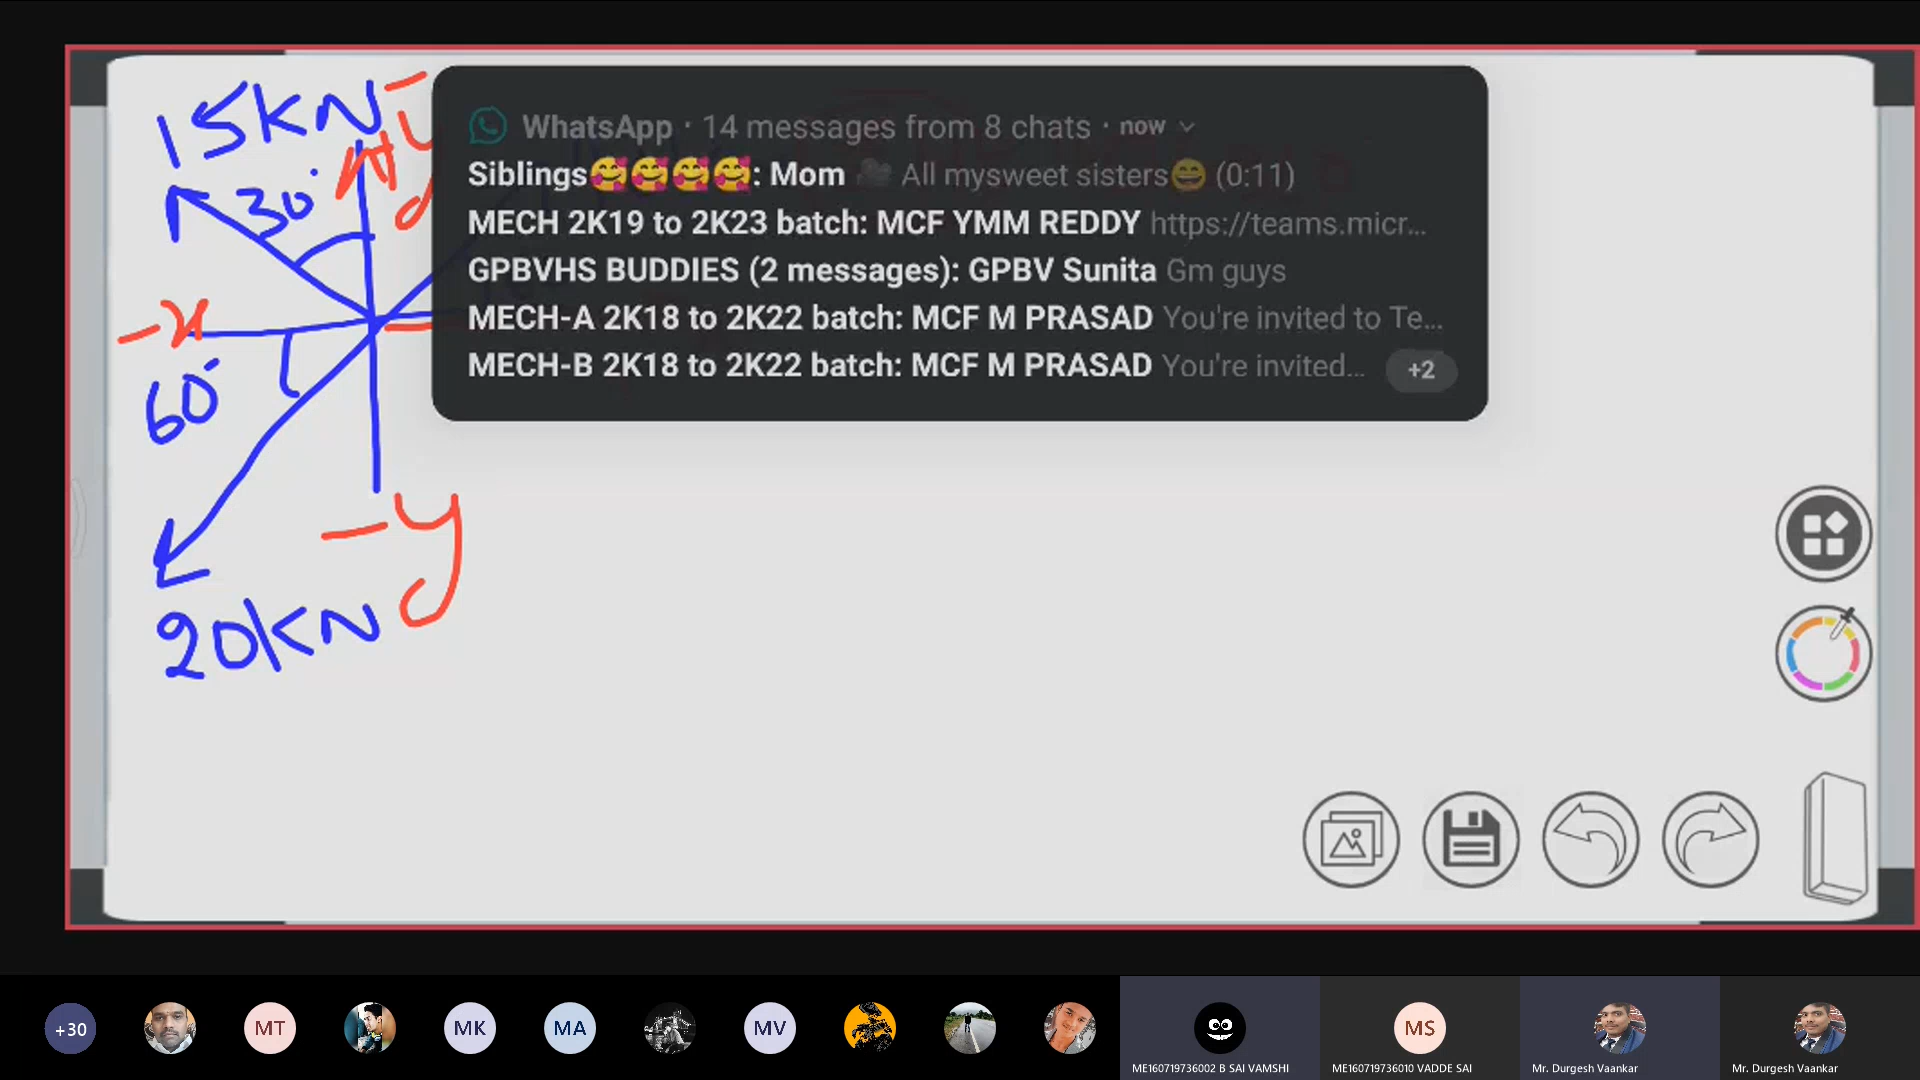 15KN
WhatsApp · 14 messages from 8 chats · now
Siblings🥰🥰🥰🥰: Mom 🎥 All mysweet sisters😄 (0:11)
30°
MECH 2K19 to 2K23 batch: MCF YMM REDDY https://teams.micr...
GPBVHS BUDDIES (2 messages): GPBV Sunita Gm guys
-x
MECH-A 2K18 to 2K22 batch: MCF M PRASAD You're invited to Te...
MECH-B 2K18 to 2K22 batch: MCF M PRASAD You're invited...
+2
60°
-y
20KN
+30
MT
MK
MA
MV
MS
ME160719736002 B SAI VAMSHI
ME160719736010 VADDE SAI
Mr. Durgesh Vaankar
Mr. Durgesh Vaankar